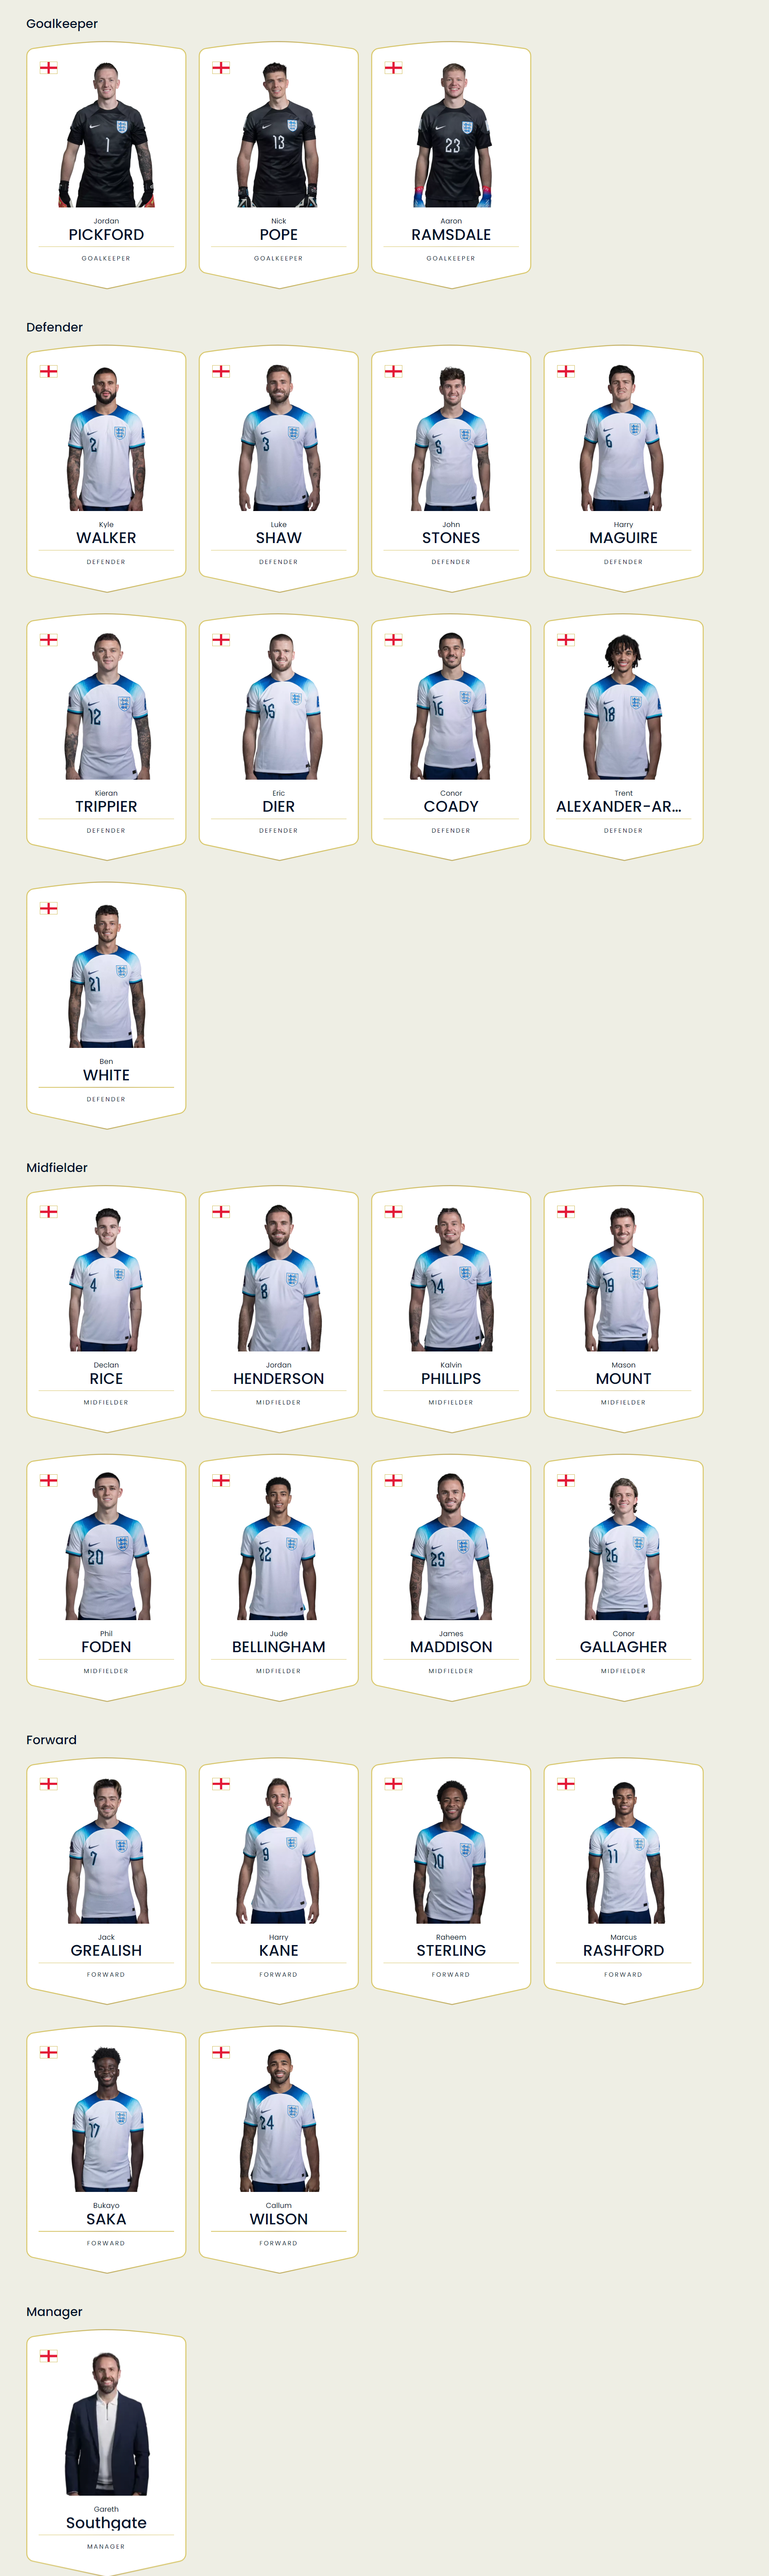 Goalkeeper
1
13
23
Jordan
PICKFORD
GOALKEEPER
Nick
POPE
GOALKEEPER
Aaron
RAMSDALE
GOALKEEPER
Defender
2
3
5
6
Kyle
WALKER
DEFENDER
Luke
SHAW
DEFENDER
John
STONES
DEFENDER
Harry
MAGUIRE
DEFENDER
12
15
16
18
Kieran
TRIPPIER
DEFENDER
Eric
DIER
DEFENDER
Conor
COADY
DEFENDER
Trent
ALEXANDER-AR...
DEFENDER
21
Ben
WHITE
DEFENDER
Midfielder
4
8
14
19
Declan
RICE
MIDFIELDER
Jordan
HENDERSON
MIDFIELDER
Kalvin
PHILLIPS
MIDFIELDER
Mason
MOUNT
MIDFIELDER
20
22
25
26
Phil
FODEN
MIDFIELDER
Jude
BELLINGHAM
MIDFIELDER
James
MADDISON
MIDFIELDER
Conor
GALLAGHER
MIDFIELDER
Forward
7
9
10
11
Jack
GREALISH
FORWARD
Harry
KANE
FORWARD
Raheem
STERLING
FORWARD
Marcus
RASHFORD
FORWARD
17
24
Bukayo
SAKA
FORWARD
Callum
WILSON
FORWARD
Manager
Gareth
Southgate
MANAGER